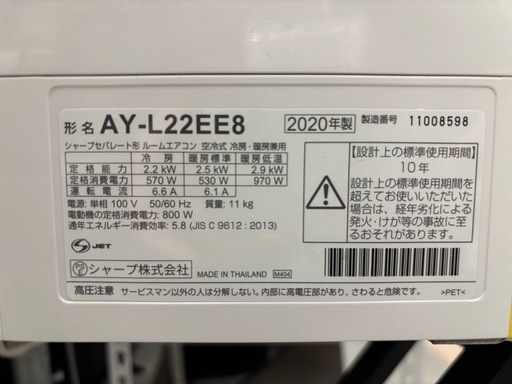 形名 AY-L22EE8 2020年製 製造番号 11008598
シャープセパレート形 ルームエアコン 空冷式 冷房・暖房兼用
冷房 暖房標準 暖房低温
定格能力 2.2 kW 2.5 kW 2.9 kW
定格消費電力 570 W 530 W 970 W
運転電流 6.6 A 6.1 A
電源: 単相 100 V 50/60 Hz 質量: 11 kg
電動機の定格消費電力: 800 W
通年エネルギー消費効率: 5.8 (JIS C 9612 : 2013)
S JET
シャープ株式会社 MADE IN THAILAND M404
【設計上の標準使用期間】
10年
設計上の標準使用期間を
超えてお使いいただいた
場合は、経年劣化による
発火・けが等の事故に至
るおそれがあります。
高圧注意 サービスマン以外の人は分解しない。内部に高電圧部があり、さわると危険です。 >PET<